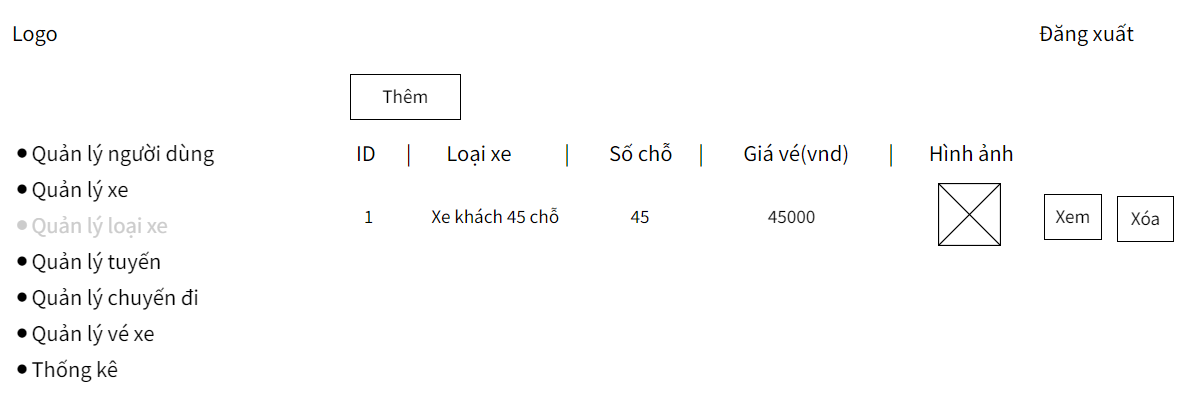 Logo
Đăng xuất
Thêm
Quản lý người dùng
Quản lý xe
Quản lý loại xe
Quản lý tuyến
Quản lý chuyến đi
Quản lý vé xe
Thống kê
ID | Loại xe | Số chỗ | Giá vé(vnd) | Hình ảnh
1 Xe khách 45 chỗ 45 45000 Xem Xóa